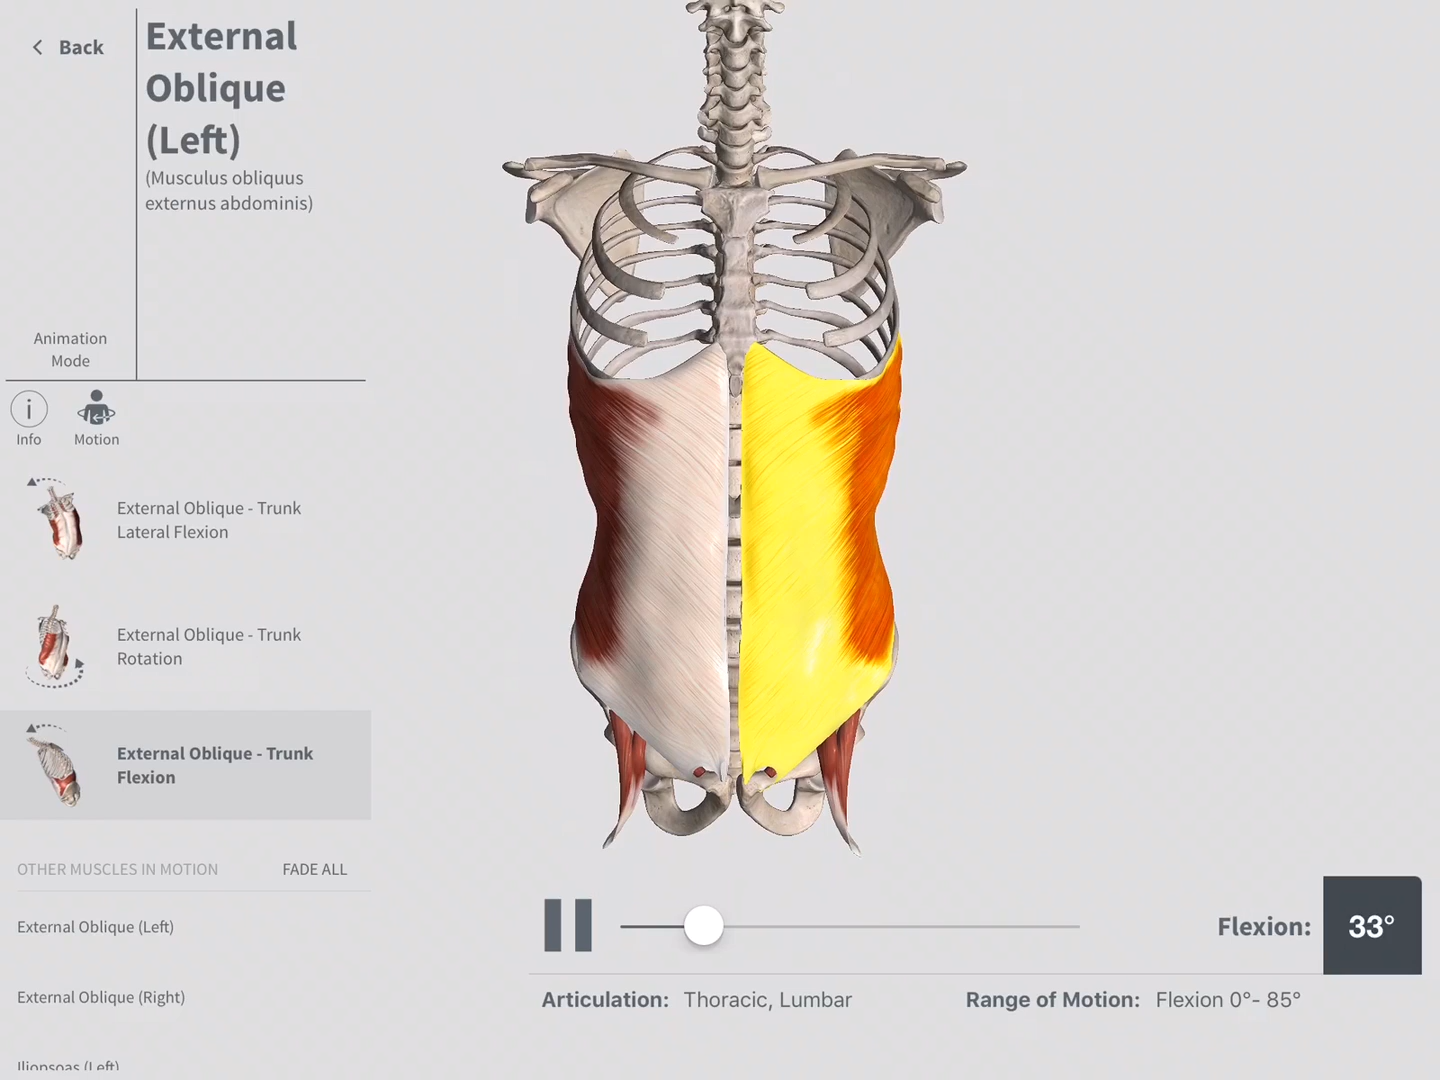 Back
External
Oblique
(Left)
(Musculus obliquus
externus abdominis)
Animation
Mode
Info
Motion
External Oblique - Trunk
Lateral Flexion
External Oblique - Trunk
Rotation
External Oblique - Trunk
Flexion
OTHER MUSCLES IN MOTION FADE ALL
External Oblique (Left)
External Oblique (Right)
Iliopsoas (Left)
Flexion: 33°
Articulation: Thoracic, Lumbar Range of Motion: Flexion 0°- 85°